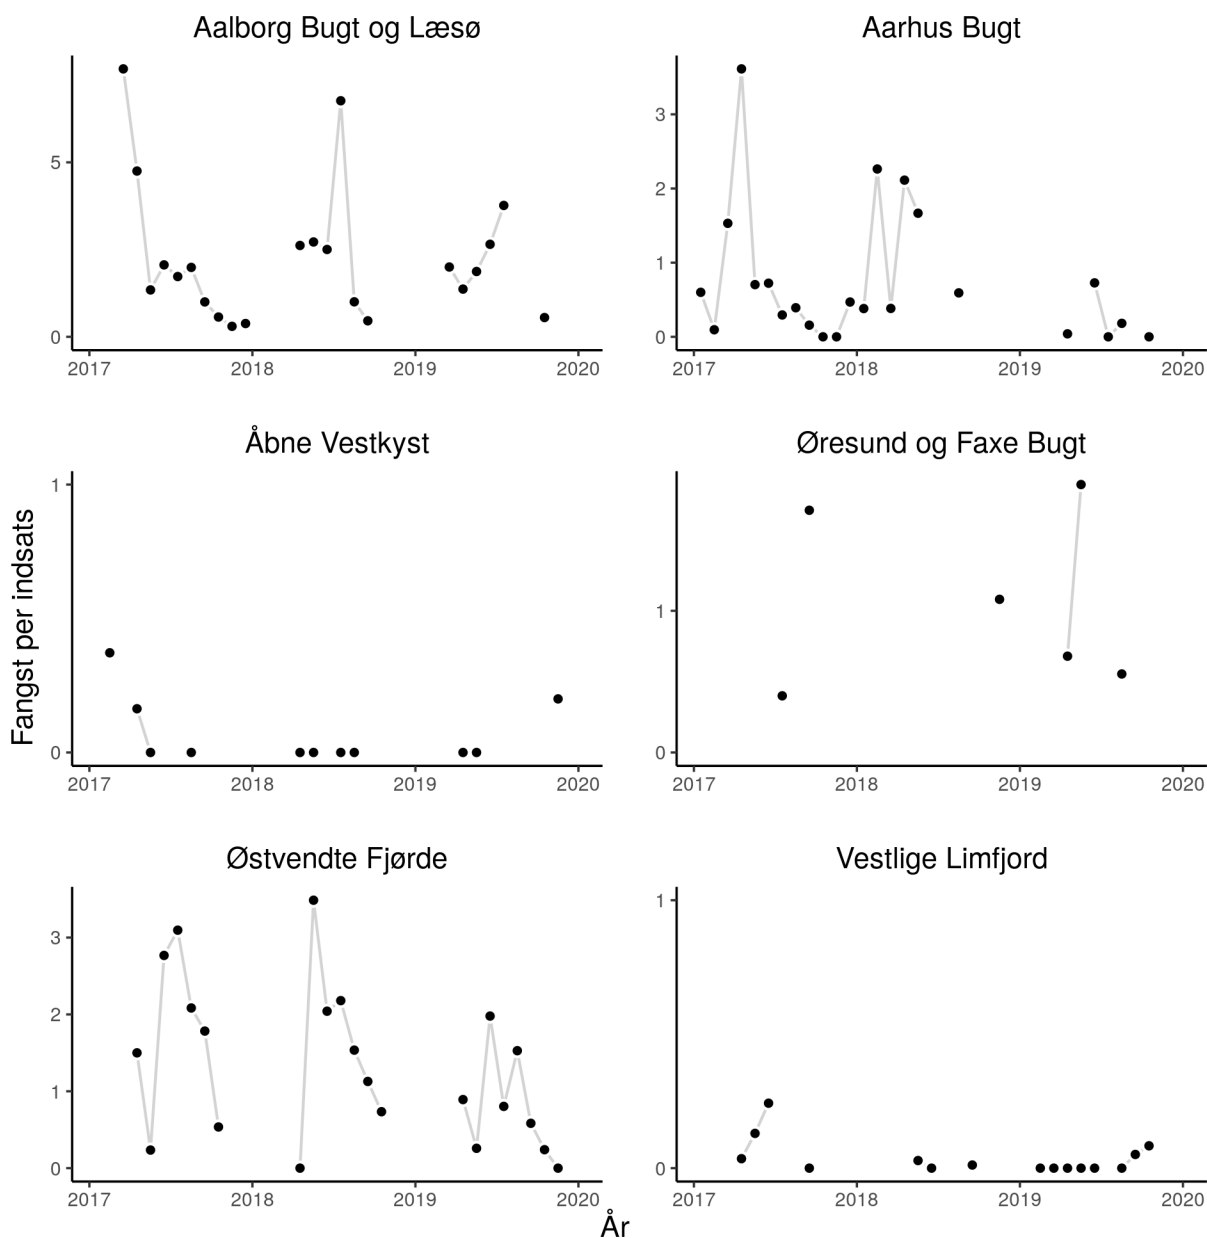 Aalborg Bugt og Læsø
5
0
2017 2018 2019 2020
Aarhus Bugt
3
2
1
0
2017 2018 2019 2020
Åbne Vestkyst
1
0
2017 2018 2019 2020
Øresund og Faxe Bugt
1
0
2017 2018 2019 2020
Fangst per indsats
Østvendte Fjørde
3
2
1
0
2017 2018 2019 2020
Vestlige Limfjord
1
0
2017 2018 2019 2020
År